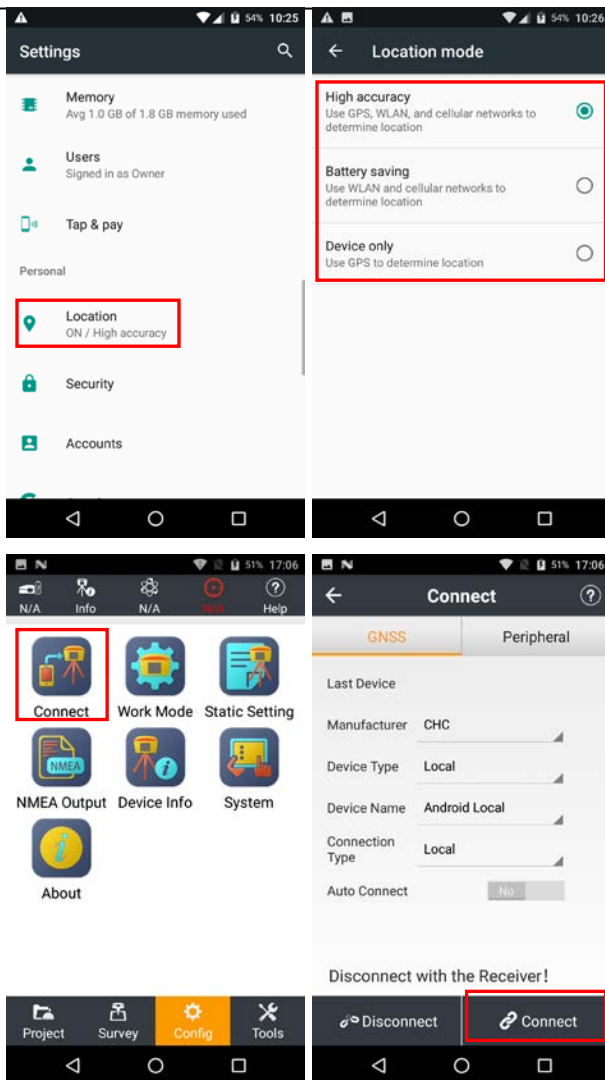 54% 10:25
Settings
Memory
Avg 1.0 GB of 1.8 GB memory used
Users
Signed in as Owner
Tap & pay
Personal
Location
ON / High accuracy
Security
Accounts
54% 10:26
Location mode
High accuracy
Use GPS, WLAN, and cellular networks to
determine location
Battery saving
Use WLAN and cellular networks to
determine location
Device only
Use GPS to determine location
51% 17:06
N/A Info N/A N/A Help
Connect Work Mode Static Setting
NMEA
NMEA Output Device Info System
About
Project Survey Config Tools
51% 17:06
Connect
GNSS Peripheral
Last Device
Manufacturer CHC
Device Type Local
Device Name Android Local
Connection
Type Local
Auto Connect No
Disconnect with the Receiver!
Disconnect Connect